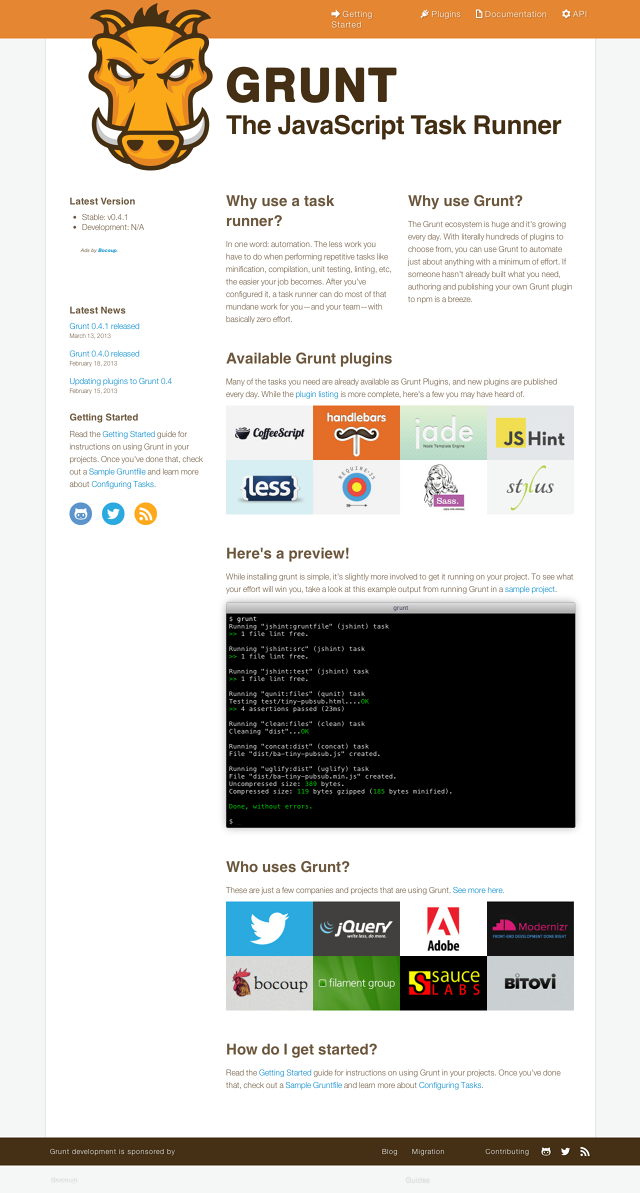 Getting
Started
Plugins
Documentation
API
GRUNT
The JavaScript Task Runner
Latest Version
Stable: v0.4.1
Development: N/A
Ads by Bocoup.
Latest News
Grunt 0.4.1 released
March 13, 2013
Grunt 0.4.0 released
February 18, 2013
Updating plugins to Grunt 0.4
February 15, 2013
Getting Started
Read the Getting Started guide for
instructions on using Grunt in your
projects. Once you've done that, check
out a Sample Gruntfile and learn more
about Configuring Tasks.
Why use a task
runner?
In one word: automation. The less work you
have to do when performing repetitive tasks like
minification, compilation, unit testing, linting, etc,
the easier your job becomes. After you've
configured it, a task runner can do most of that
mundane work for you—and your team—with
basically zero effort.
Why use Grunt?
The Grunt ecosystem is huge and it's growing
every day. With literally hundreds of plugins to
choose from, you can use Grunt to automate
just about anything with a minimum of effort. If
someone hasn't already built what you need,
authoring and publishing your own Grunt plugin
to npm is a breeze.
Available Grunt plugins
Many of the tasks you need are already available as Grunt Plugins, and new plugins are published
every day. While the plugin listing is more complete, here's a few you may have heard of.
CoffeeScript
handlebars
jade
Node Template Engine
JSHint
{less}
REQUIRE·JS
Sass.
stylus
Here's a preview!
While installing grunt is simple, it's slightly more involved to get it running on your project. To see what
your effort will win you, take a look at this example output from running Grunt in a sample project.
grunt
$ grunt
Running "jshint:gruntfile" (jshint) task
>> 1 file lint free.
Running "jshint:src" (jshint) task
>> 1 file lint free.
Running "jshint:test" (jshint) task
>> 1 file lint free.
Running "qunit:files" (qunit) task
Testing test/tiny-pubsub.html....OK
>> 4 assertions passed (23ms)
Running "clean:files" (clean) task
Cleaning "dist"...OK
Running "concat:dist" (concat) task
File "dist/ba-tiny-pubsub.js" created.
Running "uglify:dist" (uglify) task
File "dist/ba-tiny-pubsub.min.js" created.
Uncompressed size: 389 bytes.
Compressed size: 119 bytes gzipped (185 bytes minified).
Done, without errors.
$
Who uses Grunt?
These are just a few companies and projects that are using Grunt. See more here.
jQuery
write less, do more.
Adobe
Modernizr
FRONT-END DEVELOPMENT DONE RIGHT
bocoup
filament group
sauce
LABS
BiTOVi
How do I get started?
Read the Getting Started guide for instructions on using Grunt in your projects. Once you've done
that, check out a Sample Gruntfile and learn more about Configuring Tasks.
Grunt development is sponsored by
Blog
Migration
Contributing
Guides